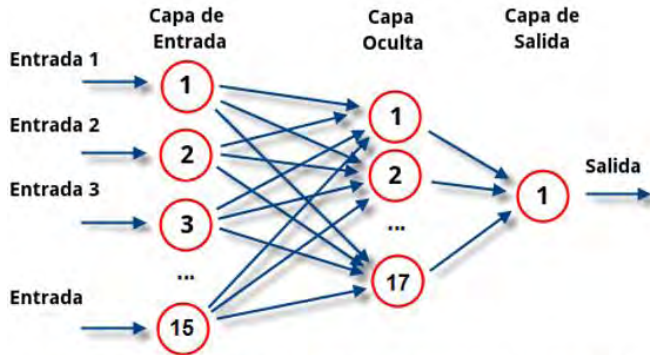 Capa de
Entrada
Capa
Oculta
Capa de
Salida
Entrada 1
1
Entrada 2
2
Entrada 3
3
...
Entrada
15
1
2
...
17
1
Salida